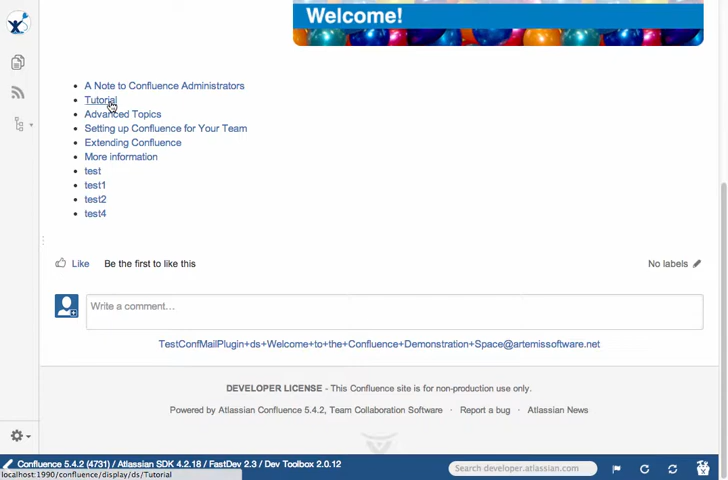 Welcome!
A Note to Confluence Administrators
Tutorial
Advanced Topics
Setting up Confluence for Your Team
Extending Confluence
More information
test
test1
test2
test4
Like Be the first to like this No labels
Write a comment…
TestConfMailPlugin+ds+Welcome+to+the+Confluence+Demonstration+Space@artemissoftware.net
DEVELOPER LICENSE - This Confluence site is for non-production use only.
Powered by Atlassian Confluence 5.4.2, Team Collaboration Software · Report a bug · Atlassian News
Confluence 5.4.2 (4731) / Atlassian SDK 4.2.18 / FastDev 2.3 / Dev Toolbox 2.0.12 Search developer.atlassian.com
localhost:1990/confluence/display/ds/Tutorial